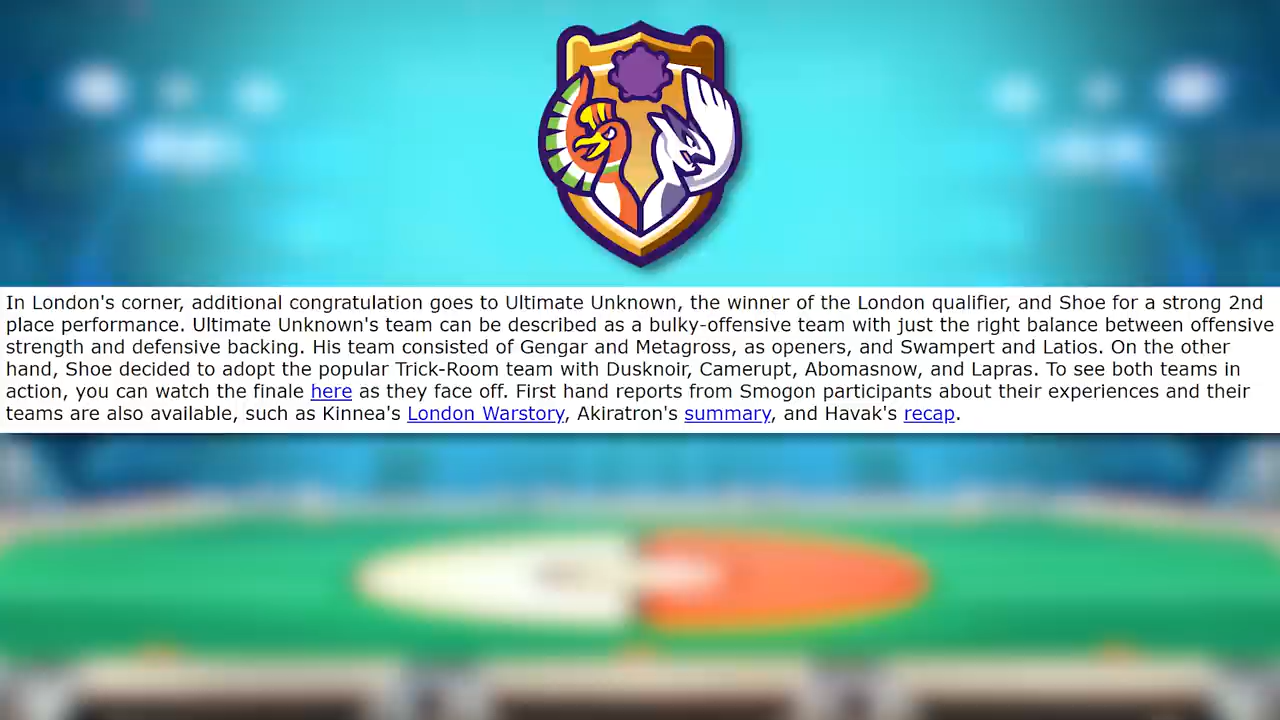 In London's corner, additional congratulation goes to Ultimate Unknown, the winner of the London qualifier, and Shoe for a strong 2nd
place performance. Ultimate Unknown's team can be described as a bulky-offensive team with just the right balance between offensive
strength and defensive backing. His team consisted of Gengar and Metagross, as openers, and Swampert and Latios. On the other
hand, Shoe decided to adopt the popular Trick-Room team with Dusknoir, Camerupt, Abomasnow, and Lapras. To see both teams in
action, you can watch the finale here as they face off. First hand reports from Smogon participants about their experiences and their
teams are also available, such as Kinnea's London Warstory, Akiratron's summary, and Havak's recap.